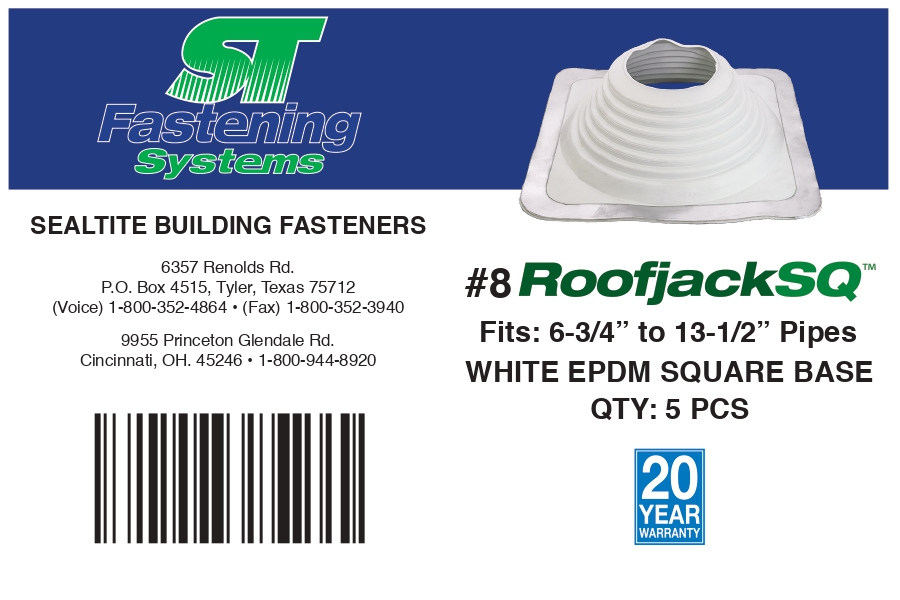 ST
Fastening
Systems
SEALTITE BUILDING FASTENERS
6357 Renolds Rd.
P.O. Box 4515, Tyler, Texas 75712
(Voice) 1-800-352-4864 • (Fax) 1-800-352-3940
9955 Princeton Glendale Rd.
Cincinnati, OH. 45246 • 1-800-944-8920
#8 RoofjackSQ™
Fits: 6-3/4” to 13-1/2” Pipes
WHITE EPDM SQUARE BASE
QTY: 5 PCS
20
YEAR
WARRANTY